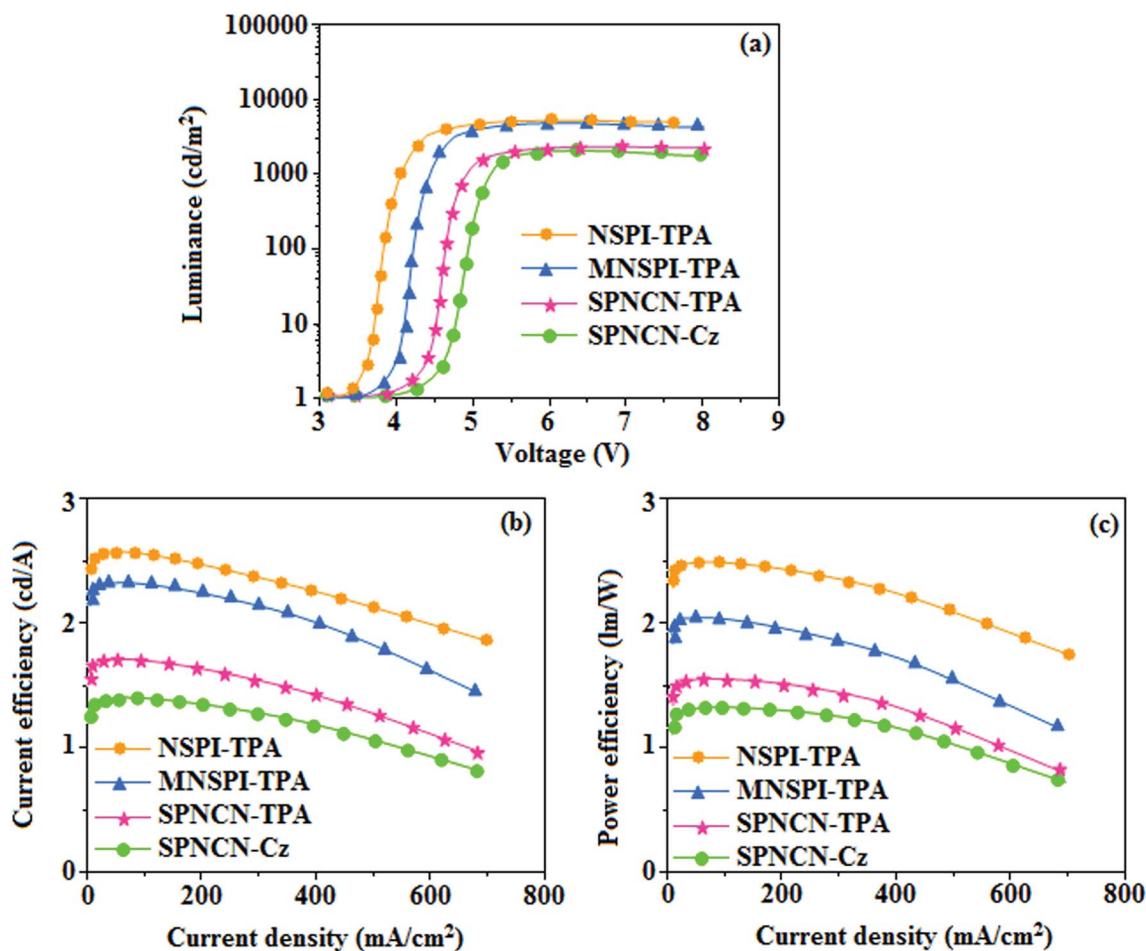 (a)
Luminance (cd/m²)
100000
10000
1000
100
10
1
NSPI-TPA
MNSPI-TPA
SPNCN-TPA
SPNCN-Cz
3 4 5 6 7 8 9
Voltage (V)
(b)
Current efficiency (cd/A)
3
2
1
0
NSPI-TPA
MNSPI-TPA
SPNCN-TPA
SPNCN-Cz
0 200 400 600 800
Current density (mA/cm²)
(c)
Power efficiency (lm/W)
3
2
1
0
NSPI-TPA
MNSPI-TPA
SPNCN-TPA
SPNCN-Cz
0 200 400 600 800
Current density (mA/cm²)